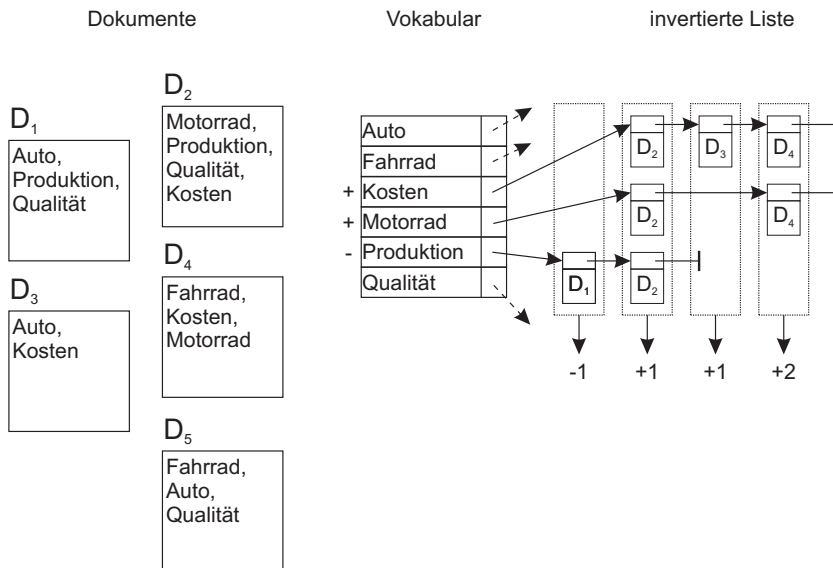 Dokumente
Vokabular
invertierte Liste
D1
Auto,
Produktion,
Qualität
D2
Motorrad,
Produktion,
Qualität,
Kosten
D3
Auto,
Kosten
D4
Fahrrad,
Kosten,
Motorrad
D5
Fahrrad,
Auto,
Qualität
Auto
Fahrrad
+ Kosten
+ Motorrad
- Produktion
Qualität
D2 D3 D4
D2 D4
D1 D2
-1 +1 +1 +2